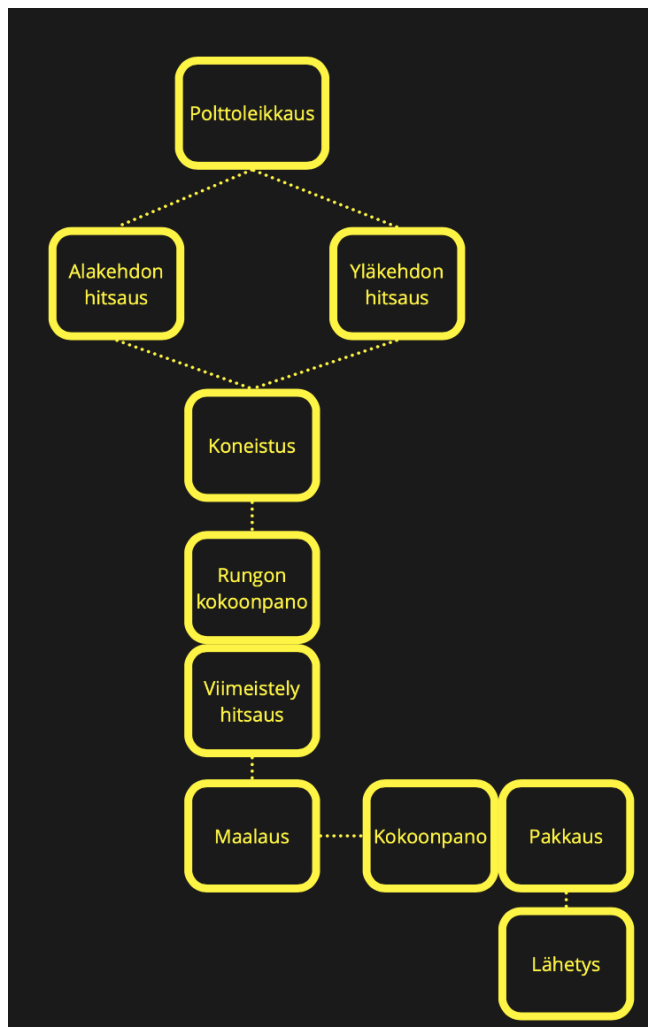 Polttoleikkaus
Alakehdon
hitsaus
Yläkehdon
hitsaus
Koneistus
Rungon
kokoonpano
Viimeistely
hitsaus
Maalaus
Kokoonpano
Pakkaus
Lähetys